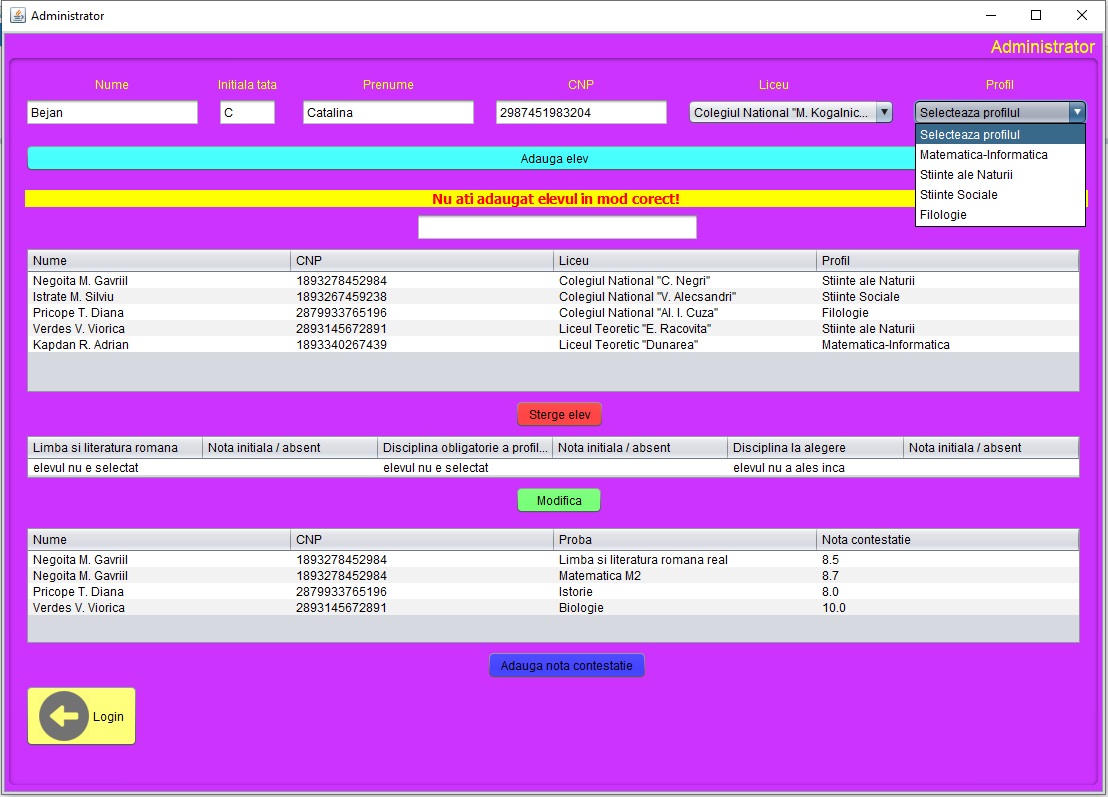 Administrator
Administrator
Nume Initiala tata Prenume CNP Liceu Profil
Bejan C Catalina 2987451983204 Colegiul National "M. Kogalnic... Selecteaza profilul
Selecteaza profilul
Matematica-Informatica
Stiinte ale Naturii
Stiinte Sociale
Filologie
Adauga elev
Nu ati adaugat elevul in mod corect!
Nume CNP Liceu Profil
Negoita M. Gavriil 1893278452984 Colegiul National "C. Negri" Stiinte ale Naturii
Istrate M. Silviu 1893267459238 Colegiul National "V. Alecsandri" Stiinte Sociale
Pricope T. Diana 2879933765196 Colegiul National "Al. I. Cuza" Filologie
Verdes V. Viorica 2893145672891 Liceul Teoretic "E. Racovita" Stiinte ale Naturii
Kapdan R. Adrian 1893340267439 Liceul Teoretic "Dunarea" Matematica-Informatica
Sterge elev
Limba si literatura romana Nota initiala / absent Disciplina obligatorie a profil... Nota initiala / absent Disciplina la alegere Nota initiala / absent
elevul nu e selectat elevul nu e selectat elevul nu a ales inca
Modifica
Nume CNP Proba Nota contestatie
Negoita M. Gavriil 1893278452984 Limba si literatura romana real 8.5
Negoita M. Gavriil 1893278452984 Matematica M2 8.7
Pricope T. Diana 2879933765196 Istorie 8.0
Verdes V. Viorica 2893145672891 Biologie 10.0
Adauga nota contestatie
Login